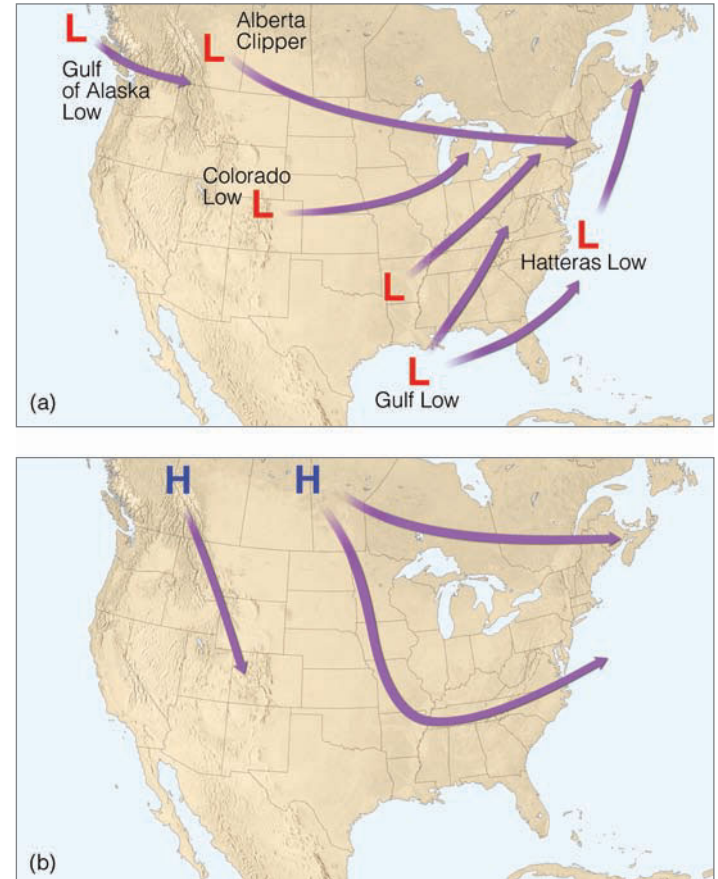 L
Gulf
of Alaska
Low
L
Alberta
Clipper
Colorado
Low
L
L
L
Hatteras Low
L
Gulf Low
(a)
H
H
(b)